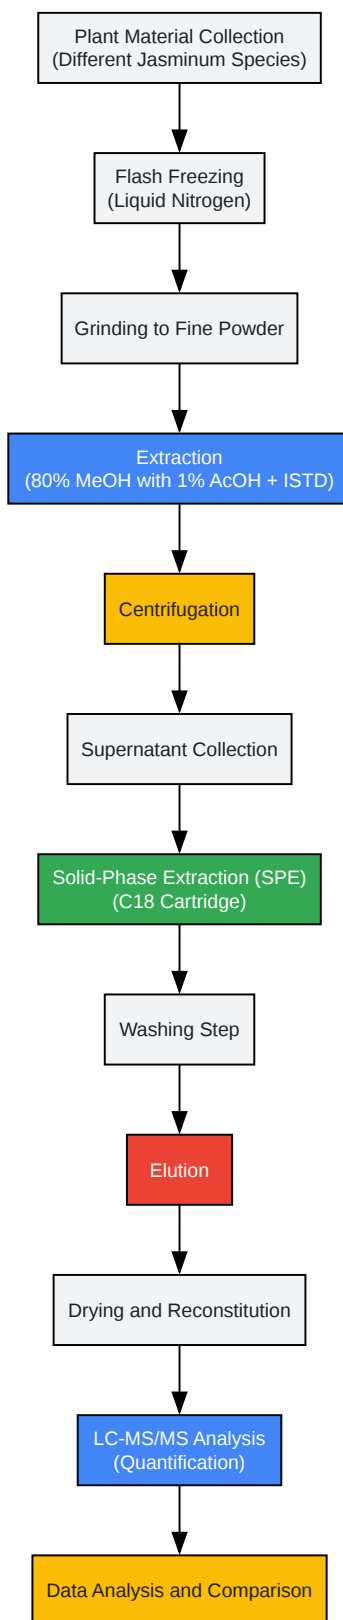 Plant Material Collection
(Different Jasminum Species)
Flash Freezing
(Liquid Nitrogen)
Grinding to Fine Powder
Extraction
(80% MeOH with 1% AcOH + ISTD)
Centrifugation
Supernatant Collection
Solid-Phase Extraction (SPE)
(C18 Cartridge)
Washing Step
Elution
Drying and Reconstitution
LC-MS/MS Analysis
(Quantification)
Data Analysis and Comparison